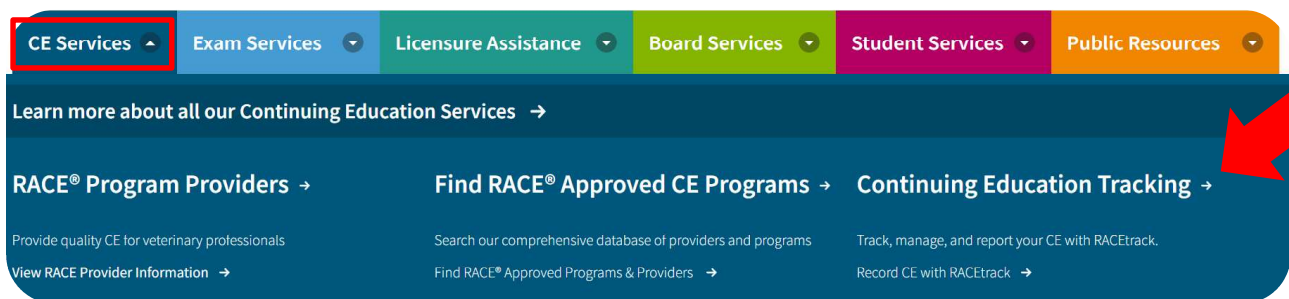 CE Services Exam Services Licensure Assistance Board Services Student Services Public Resources
Learn more about all our Continuing Education Services →
RACE® Program Providers →
Provide quality CE for veterinary professionals
View RACE Provider Information →
Find RACE® Approved CE Programs →
Search our comprehensive database of providers and programs
Find RACE® Approved Programs & Providers →
Continuing Education Tracking →
Track, manage, and report your CE with RACEtrack.
Record CE with RACEtrack →